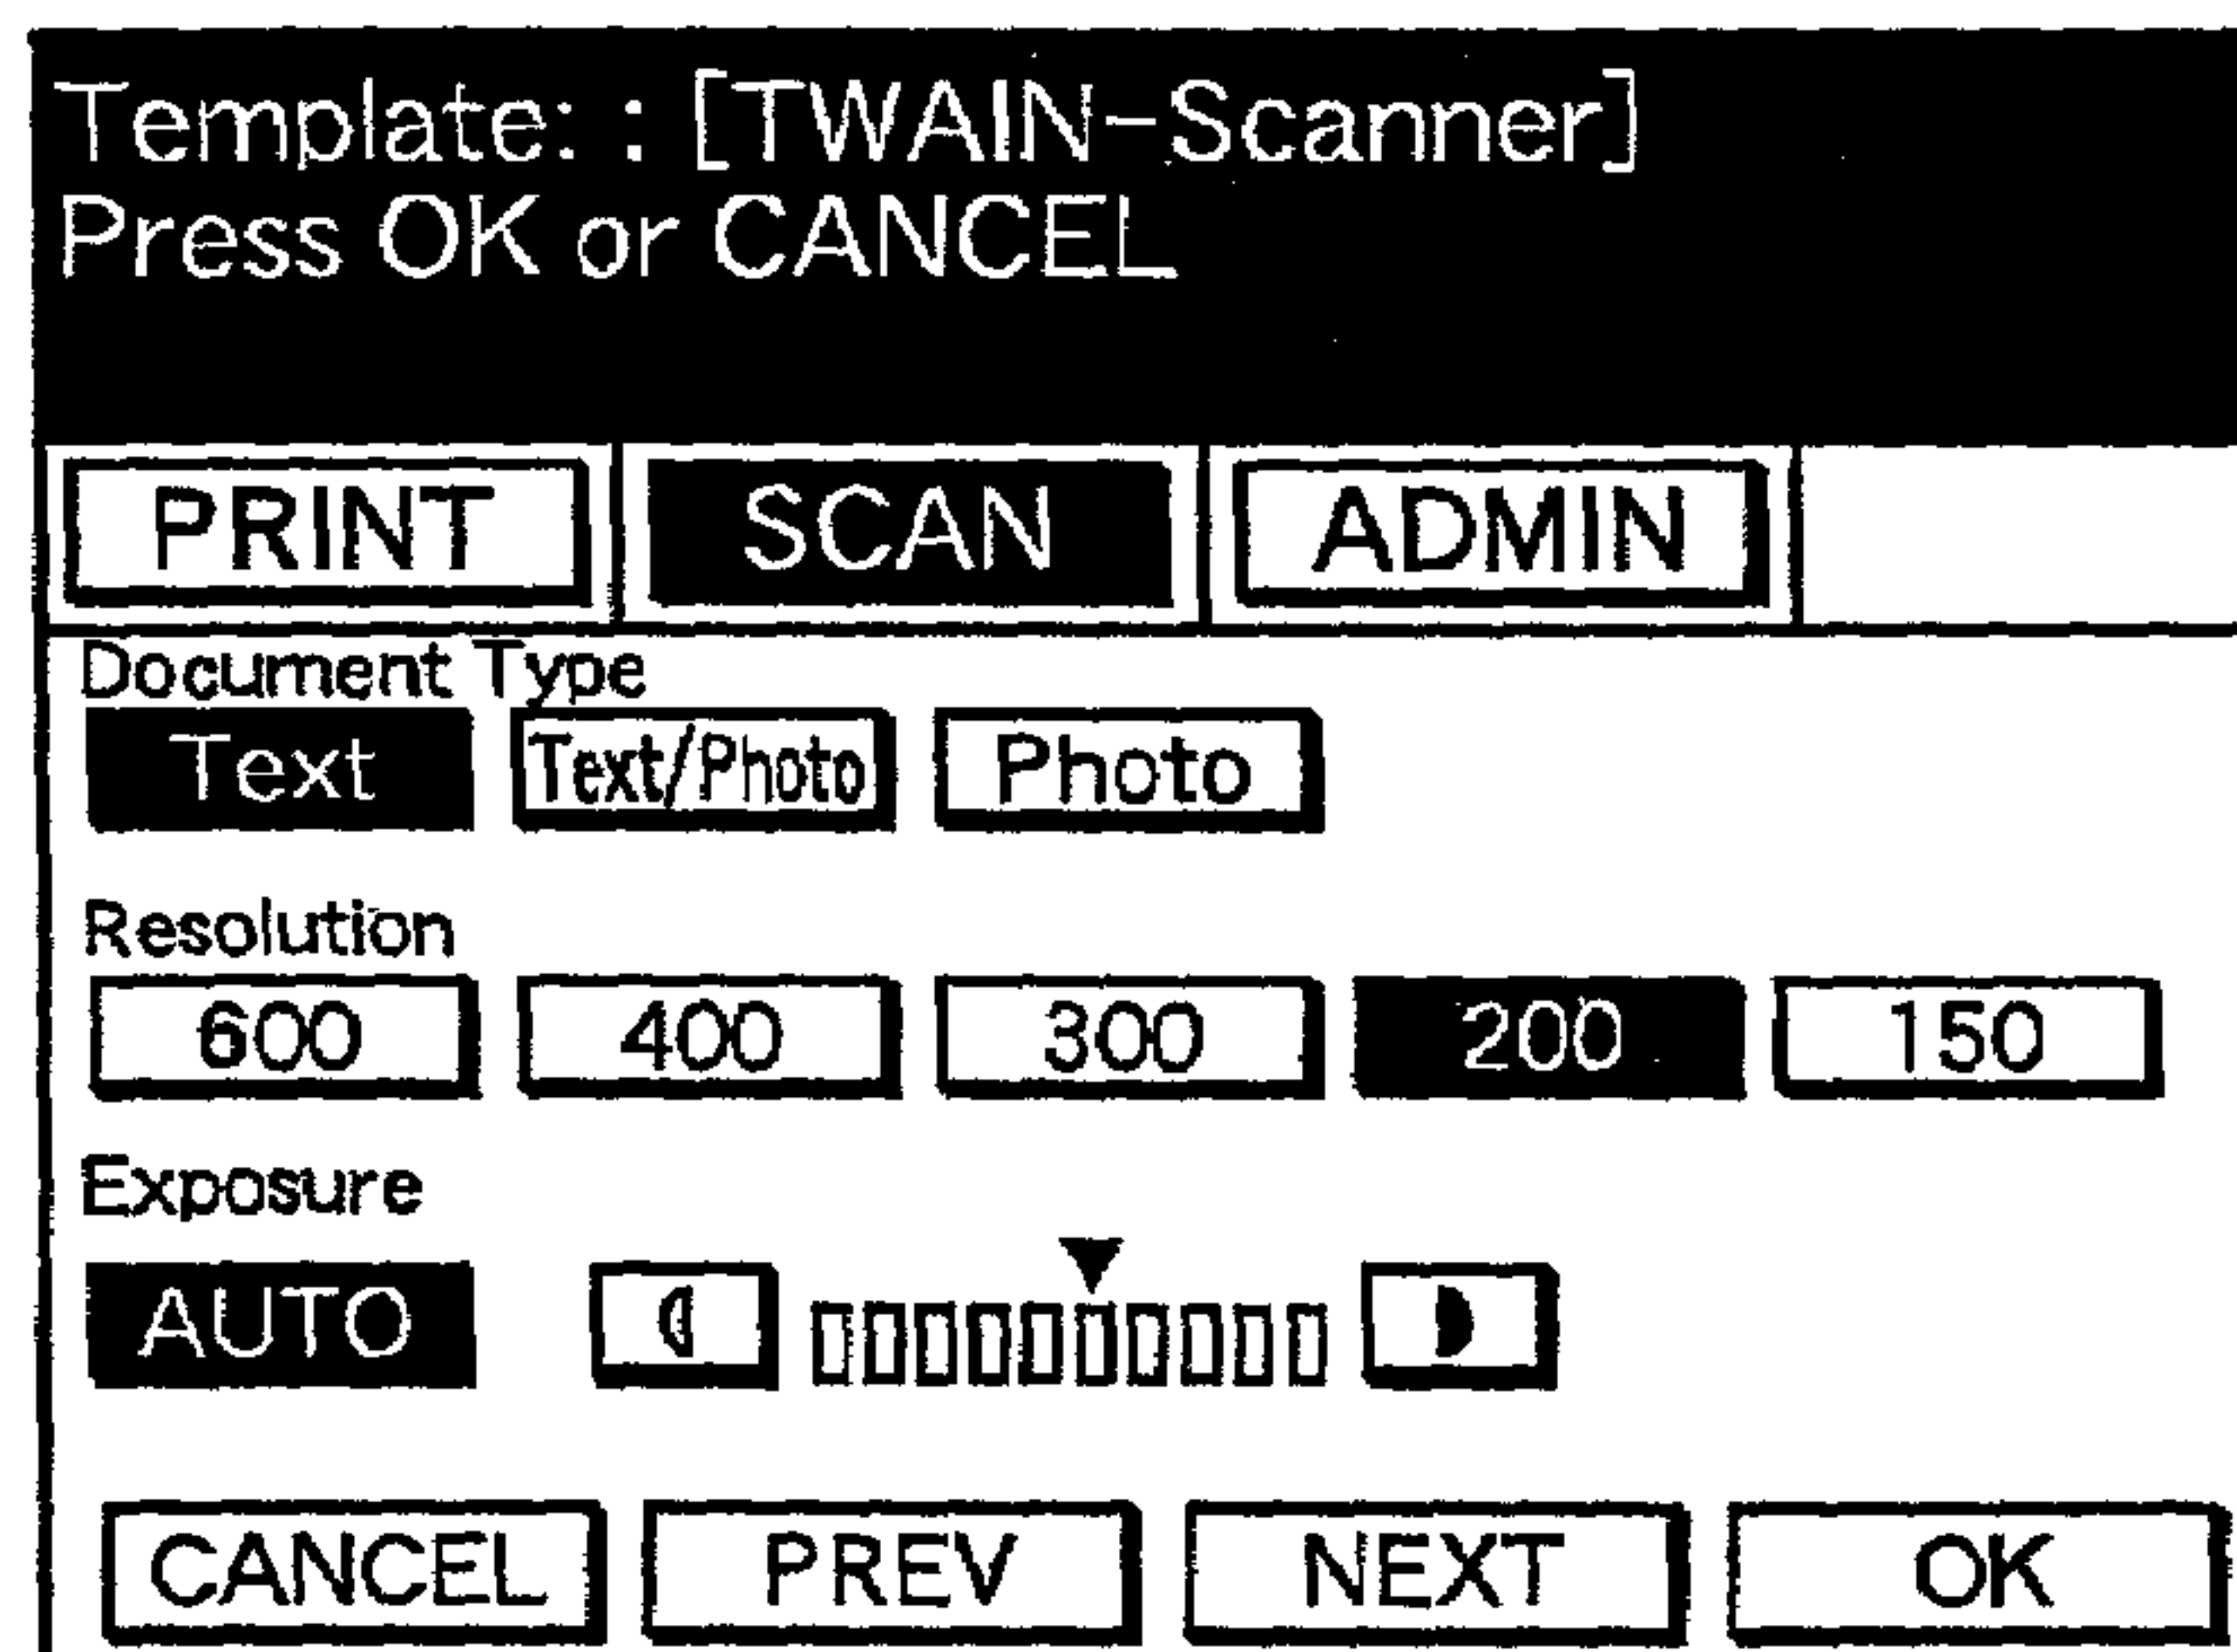 Template: : [TWAIN-Scanner]
Press OK or CANCEL
PRINT SCAN ADMIN
Document Type
Text Text/Photo Photo
Resolution
600 400 300 200 150
Exposure
AUTO
CANCEL PREV NEXT OK